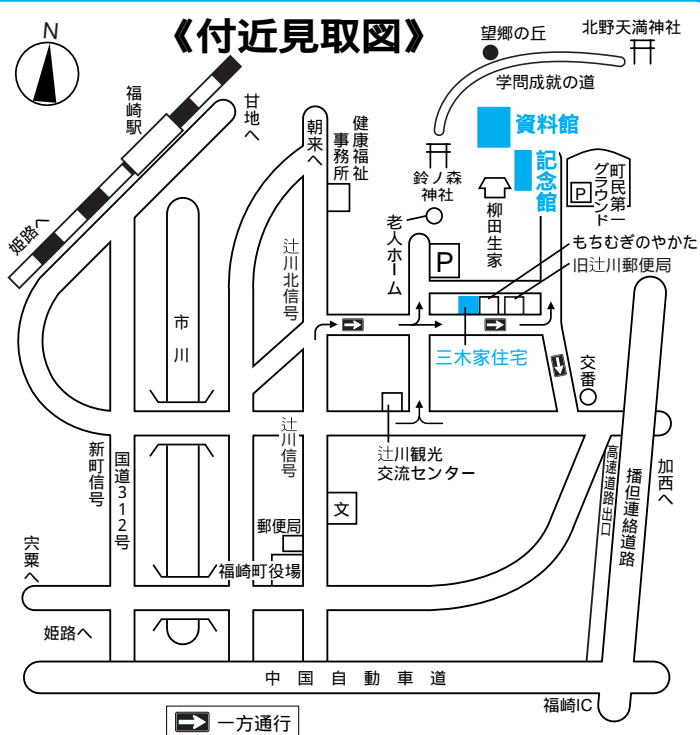 《付近見取図》
N
望郷の丘
北野天満神社
学問成就の道
福崎駅
甘地へ
朝来へ
健康福祉
事務所
資料館
記念館
鈴ノ森
神社
柳田生家
町民第一
グラウンド
P
姫路へ
老人ホーム
P
もちむぎのやかた
旧辻川郵便局
辻川北信号
市川
三木家住宅
交番
辻川信号
辻川観光
交流センター
新町信号
国道312号
高速道路出口
播但連絡道路
加西へ
文
郵便局
福崎町役場
宍粟へ
姫路へ
中国自動車道
福崎IC
一方通行